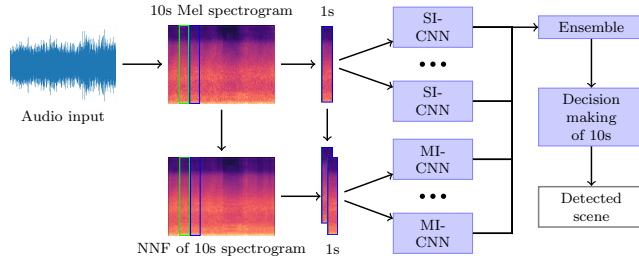 10s Mel spectrogram
1s
SI-
CNN
Ensemble
Audio input
SI-
CNN
Decision
making
of 10s
MI-
CNN
Detected
scene
MI-
CNN
NNF of 10s spectrogram
1s